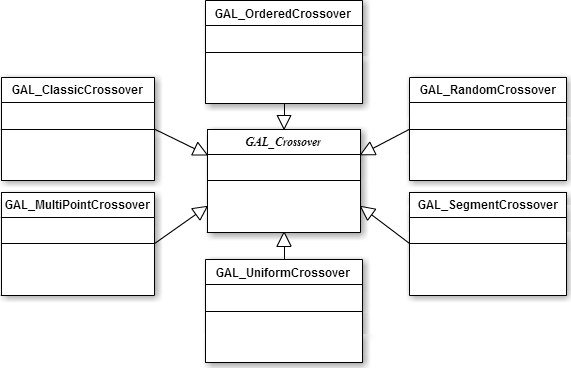 GAL_OrderedCrossover
GAL_ClassicCrossover
GAL_RandomCrossover
GAL_Crossover
GAL_MultiPointCrossover
GAL_SegmentCrossover
GAL_UniformCrossover